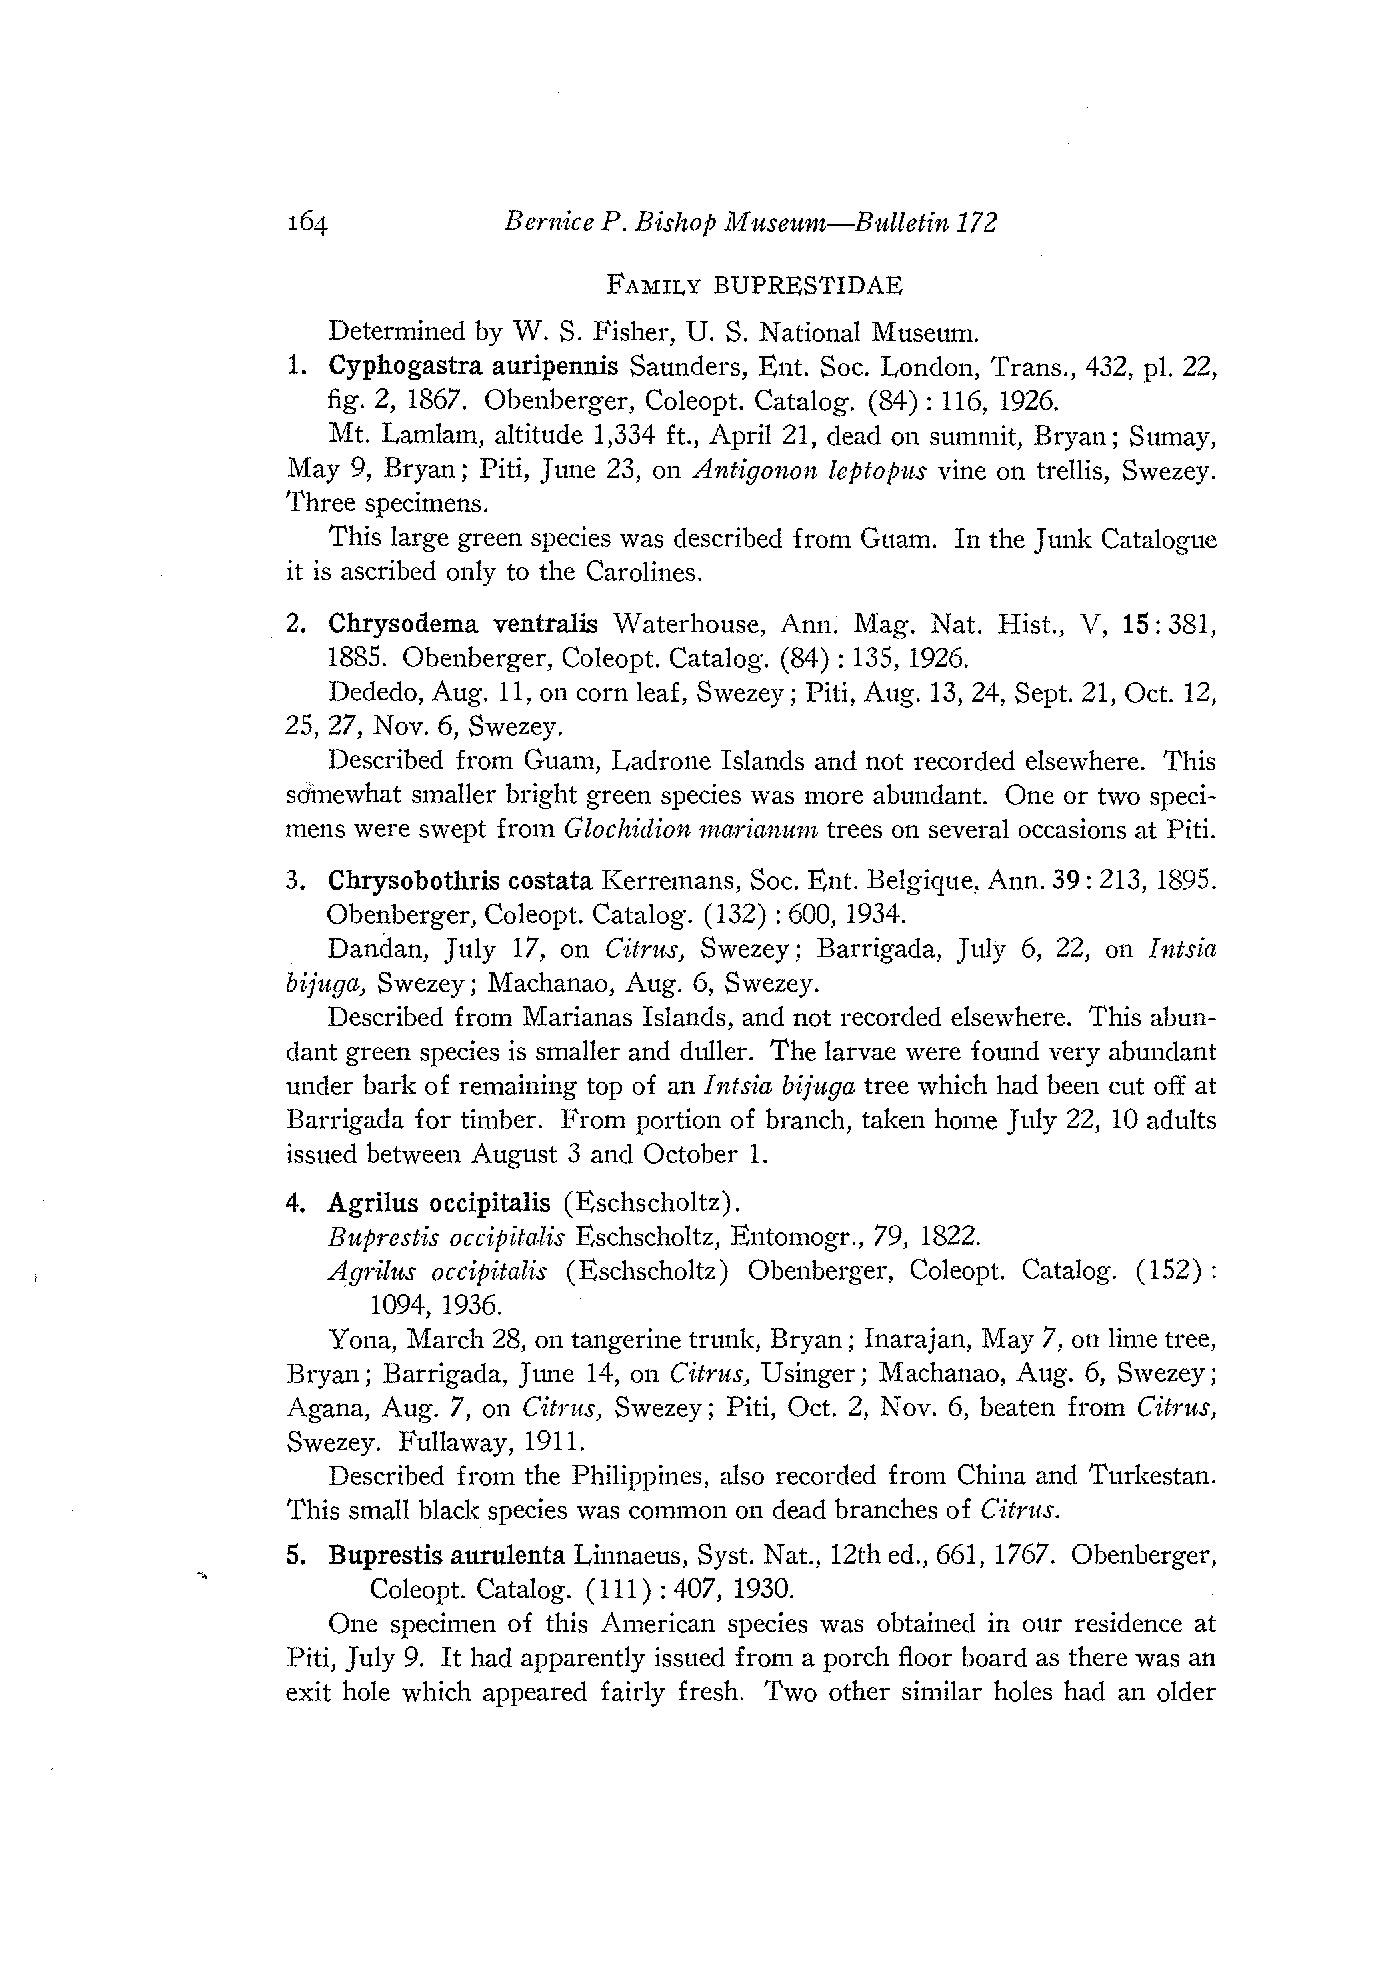 164 Bernice P. Bishop Museum—Bulletin 172
FAMILY BUPRESTIDAE
Determined by W. S. Fisher, U. S. National Museum.
1. Cyphogastra auripennis Saunders, Ent. Soc. London, Trans., 432, pl. 22,
fig. 2, 1867. Obenberger, Coleopt. Catalog. (84) : 116, 1926.
Mt. Lamlam, altitude 1,334 ft., April 21, dead on summit, Bryan; Sumay,
May 9, Bryan; Piti, June 23, on Antigonon leptopus vine on trellis, Swezey.
Three specimens.
This large green species was described from Guam. In the Junk Catalogue
it is ascribed only to the Carolines.
2. Chrysodema ventralis Waterhouse, Ann. Mag. Nat. Hist., V, 15: 381,
1885. Obenberger, Coleopt. Catalog. (84) : 135, 1926.
Dededo, Aug. 11, on corn leaf, Swezey; Piti, Aug. 13, 24, Sept. 21, Oct. 12,
25, 27, Nov. 6, Swezey.
Described from Guam, Ladrone Islands and not recorded elsewhere. This
somewhat smaller bright green species was more abundant. One or two speci-
mens were swept from Glochidion marianum trees on several occasions at Piti.
3. Chrysobothris costata Kerremans, Soc. Ent. Belgique, Ann. 39: 213, 1895.
Obenberger, Coleopt. Catalog. (132) : 600, 1934.
Dandan, July 17, on Citrus, Swezey; Barrigada, July 6, 22, on Intsia
bijuga, Swezey; Machanao, Aug. 6, Swezey.
Described from Marianas Islands, and not recorded elsewhere. This abun-
dant green species is smaller and duller. The larvae were found very abundant
under bark of remaining top of an Intsia bijuga tree which had been cut off at
Barrigada for timber. From portion of branch, taken home July 22, 10 adults
issued between August 3 and October 1.
4. Agrilus occipitalis (Eschscholtz).
Buprestis occipitalis Eschscholtz, Entomogr., 79, 1822.
Agrilus occipitalis (Eschscholtz) Obenberger, Coleopt. Catalog. (152) :
1094, 1936.
Yona, March 28, on tangerine trunk, Bryan; Inarajan, May 7, on lime tree,
Bryan; Barrigada, June 14, on Citrus, Usinger; Machanao, Aug. 6, Swezey;
Agana, Aug. 7, on Citrus, Swezey; Piti, Oct. 2, Nov. 6, beaten from Citrus,
Swezey. Fullaway, 1911.
Described from the Philippines, also recorded from China and Turkestan.
This small black species was common on dead branches of Citrus.
5. Buprestis aurulenta Linnaeus, Syst. Nat., 12th ed., 661, 1767. Obenberger,
Coleopt. Catalog. (111) : 407, 1930.
One specimen of this American species was obtained in our residence at
Piti, July 9. It had apparently issued from a porch floor board as there was an
exit hole which appeared fairly fresh. Two other similar holes had an older